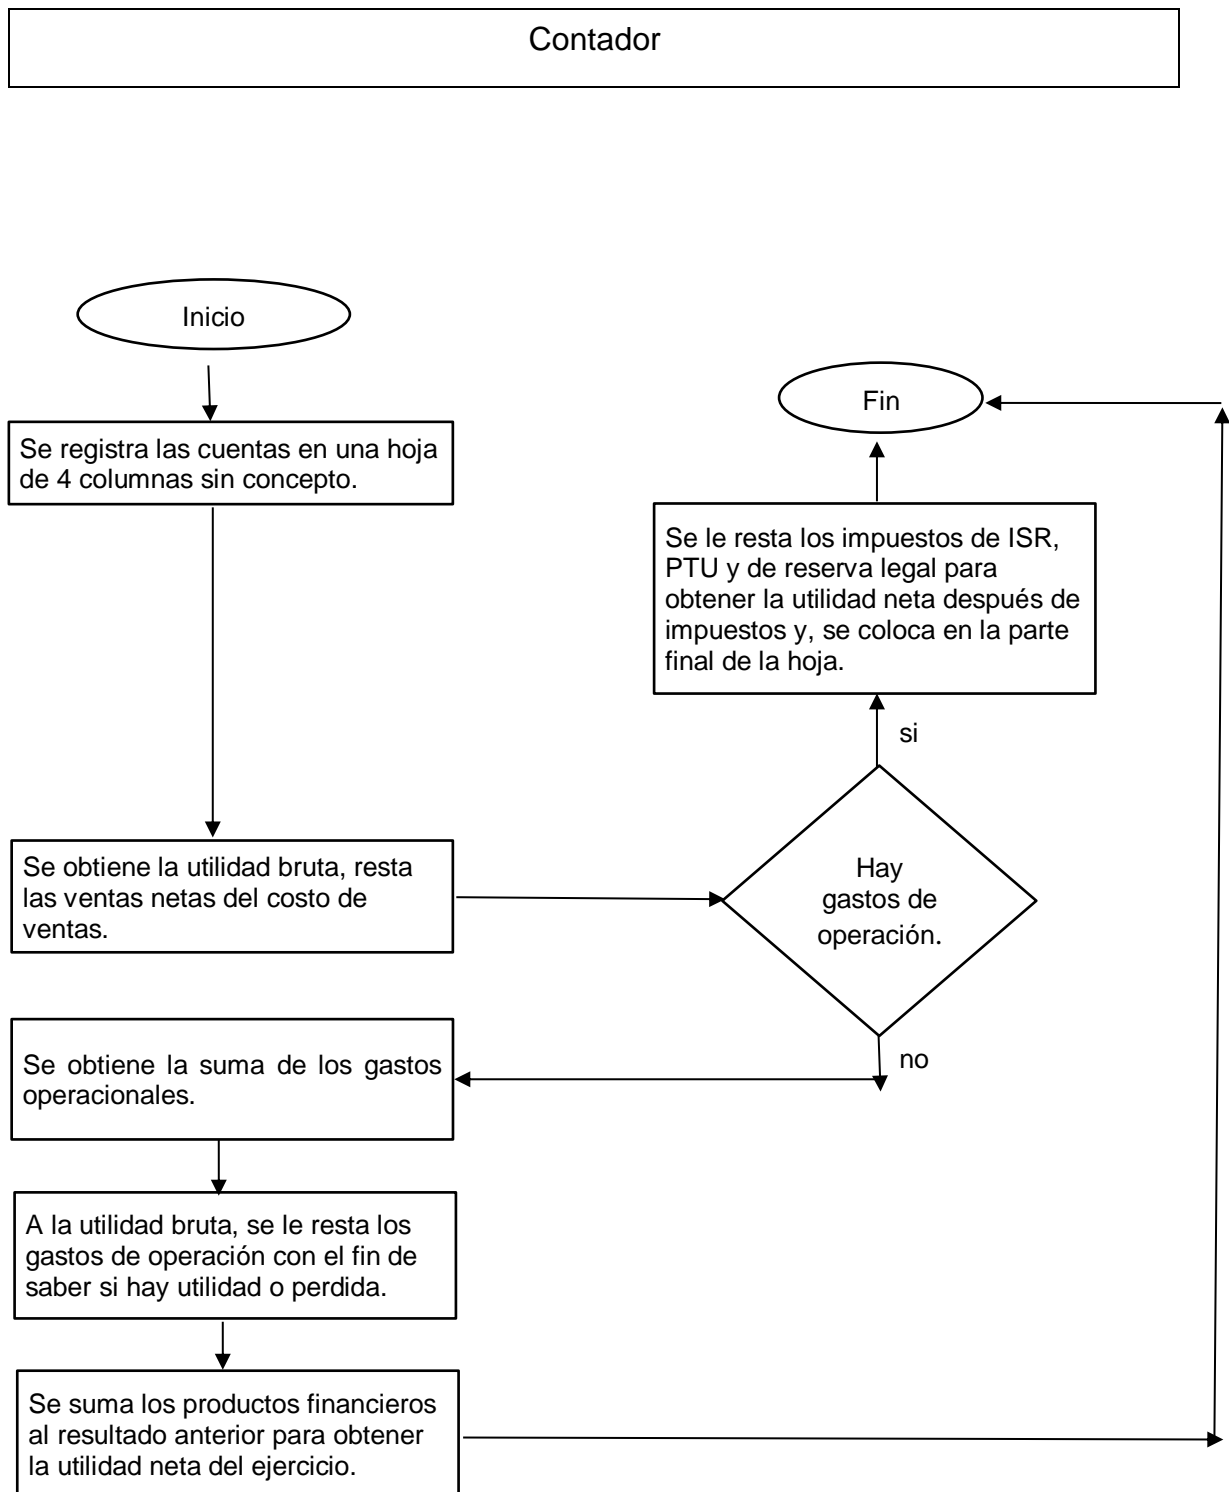 Contador
Inicio
Se registra las cuentas en una hoja
de 4 columnas sin concepto.
Se obtiene la utilidad bruta, resta
las ventas netas del costo de
ventas.
Hay
gastos de
operación.
si
Se le resta los impuestos de ISR,
PTU y de reserva legal para
obtener la utilidad neta después de
impuestos y, se coloca en la parte
final de la hoja.
Fin
no
Se obtiene la suma de los gastos
operacionales.
A la utilidad bruta, se le resta los
gastos de operación con el fin de
saber si hay utilidad o perdida.
Se suma los productos financieros
al resultado anterior para obtener
la utilidad neta del ejercicio.